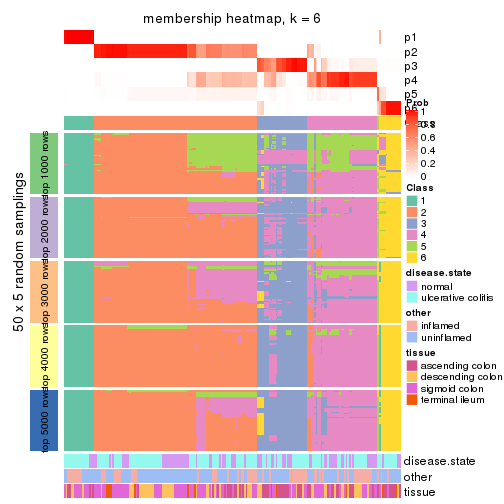 membership heatmap, k = 6
p1
p2
p3
p4
p5
Prob
1
0.8
0.6
0.4
0.2
0
Class
1
2
3
4
5
6
disease.state
normal
ulcerative colitis
other
inflamed
uninflamed
tissue
ascending colon
descending colon
sigmoid colon
terminal ileum
50 x 5 random samplings
top 1000 rows
top 2000 rows
top 3000 rows
top 4000 rows
top 5000 rows
disease.state
other
tissue